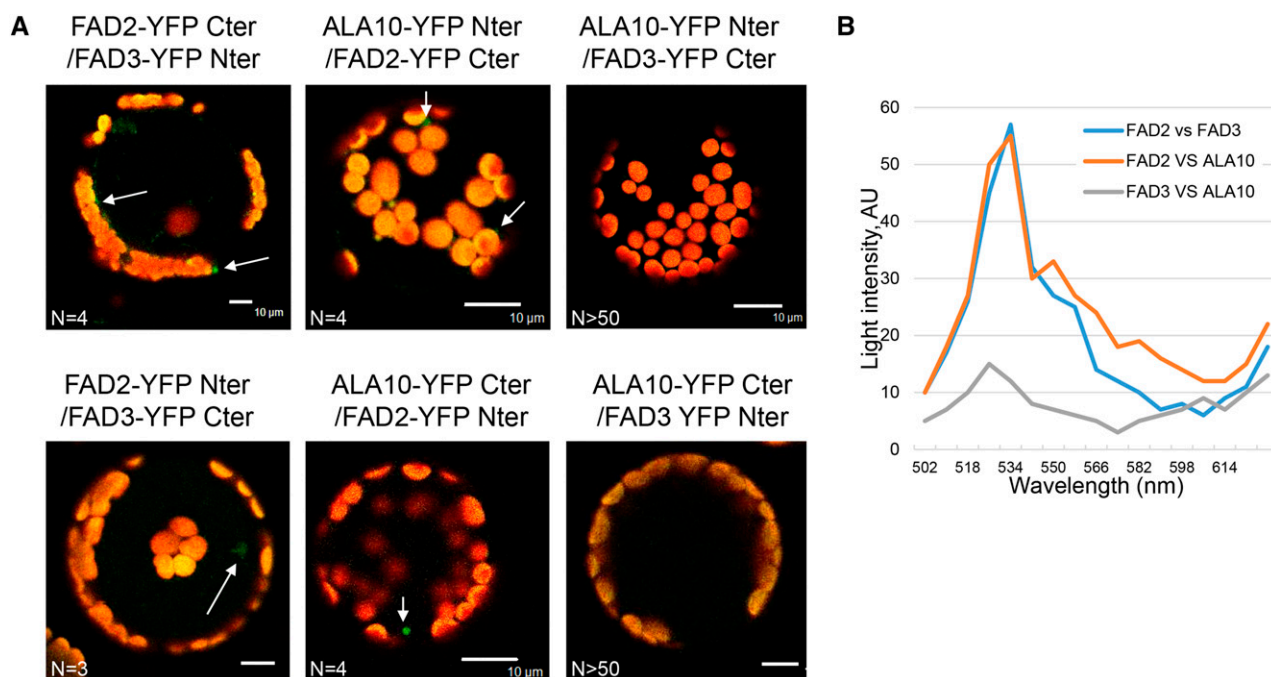 A
FAD2-YFP Cter
/FAD3-YFP Nter
ALA10-YFP Nter
/FAD2-YFP Cter
ALA10-YFP Nter
/FAD3-YFP Cter
N=4
10 µm
N=4
10 µm
N>50
10 µm
FAD2-YFP Nter
/FAD3-YFP Cter
ALA10-YFP Cter
/FAD2-YFP Nter
ALA10-YFP Cter
/FAD3 YFP Nter
N=3
N=4
10 µm
N>50
B
Light intensity, AU
60
50
40
30
20
10
0
FAD2 vs FAD3
FAD2 VS ALA10
FAD3 VS ALA10
502 518 534 550 566 582 598 614
Wavelength (nm)